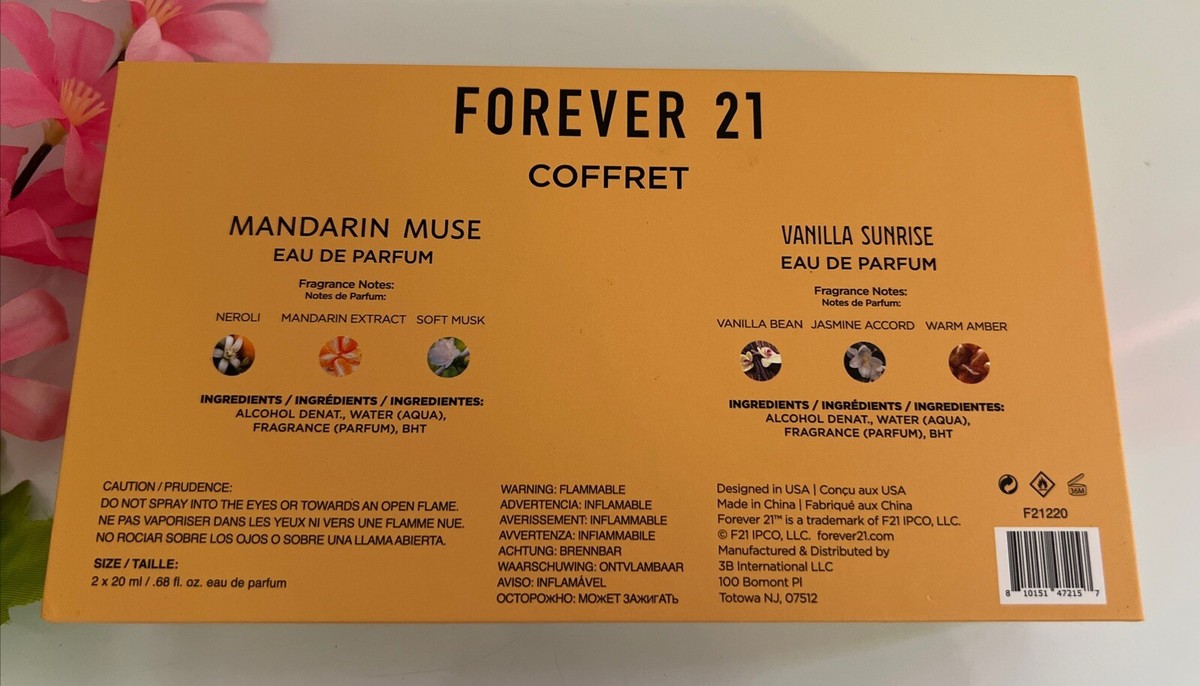 FOREVER 21
COFFRET
MANDARIN MUSE
EAU DE PARFUM
Fragrance Notes:
Notes de Parfum:
NEROLI MANDARIN EXTRACT SOFT MUSK
INGREDIENTS / INGRÉDIENTS / INGREDIENTES:
ALCOHOL DENAT., WATER (AQUA),
FRAGRANCE (PARFUM), BHT
VANILLA SUNRISE
EAU DE PARFUM
Fragrance Notes:
Notes de Parfum:
VANILLA BEAN JASMINE ACCORD WARM AMBER
INGREDIENTS / INGRÉDIENTS / INGREDIENTES:
ALCOHOL DENAT., WATER (AQUA),
FRAGRANCE (PARFUM), BHT
CAUTION / PRUDENCE:
DO NOT SPRAY INTO THE EYES OR TOWARDS AN OPEN FLAME.
NE PAS VAPORISER DANS LES YEUX NI VERS UNE FLAMME NUE.
NO ROCIAR SOBRE LOS OJOS O SOBRE UNA LLAMA ABIERTA.
SIZE / TAILLE:
2 x 20 ml / .68 fl. oz. eau de parfum
WARNING: FLAMMABLE
ADVERTENCIA: INFLAMABLE
AVERISSEMENT: INFLAMMABLE
AVVERTENZA: INFIAMMABILE
ACHTUNG: BRENNBAR
WAARSCHUWING: ONTVLAMBAAR
AVISO: INFLAMÁVEL
ОСТОРОЖНО: МОЖЕТ ЗАЖИГАТЬ
Designed in USA | Conçu aux USA
Made in China | Fabriqué aux China
Forever 21™ is a trademark of F21 IPCO, LLC.
© F21 IPCO, LLC. forever21.com
Manufactured & Distributed by
3B International LLC
100 Bomont Pl
Totowa NJ, 07512
36M
F21220
8 10151 47215 7